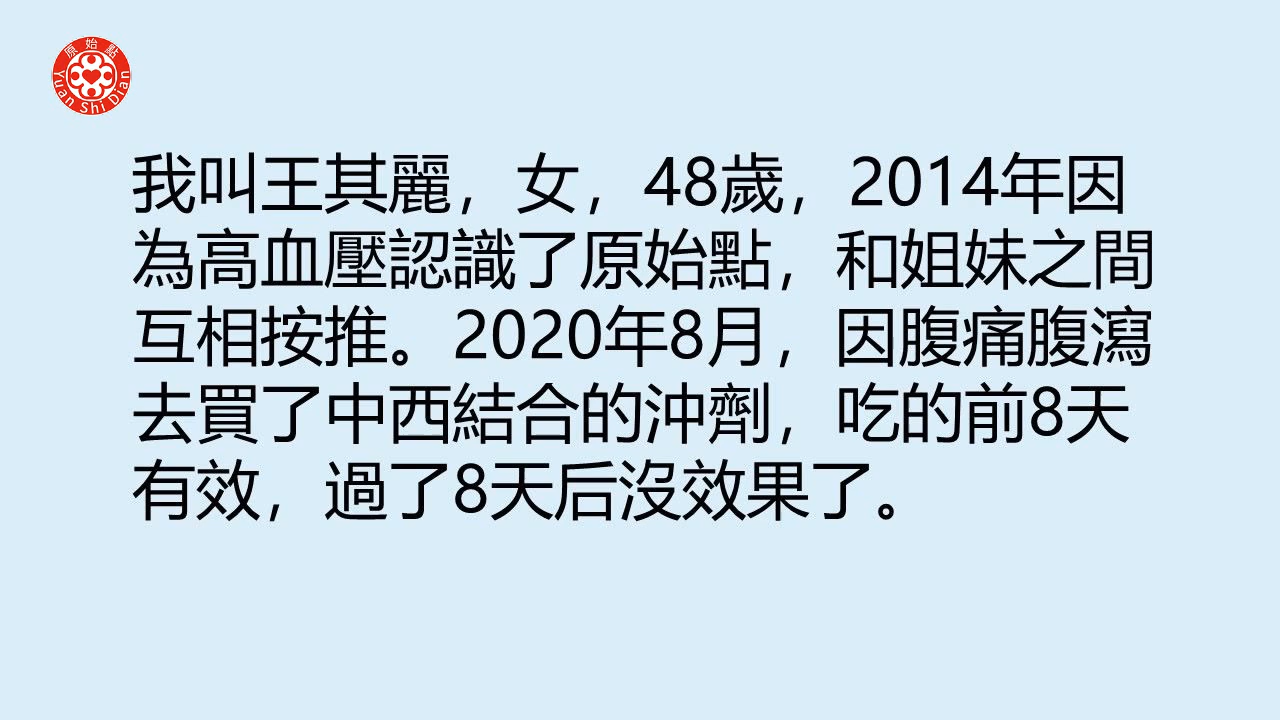 原始點
Yuan Shi Dian
我叫王其麗，女，48歲，2014年因
為高血壓認識了原始點，和姐妹之間
互相按推。2020年8月，因腹痛腹瀉
去買了中西結合的沖劑，吃的前8天
有效，過了8天后沒效果了。